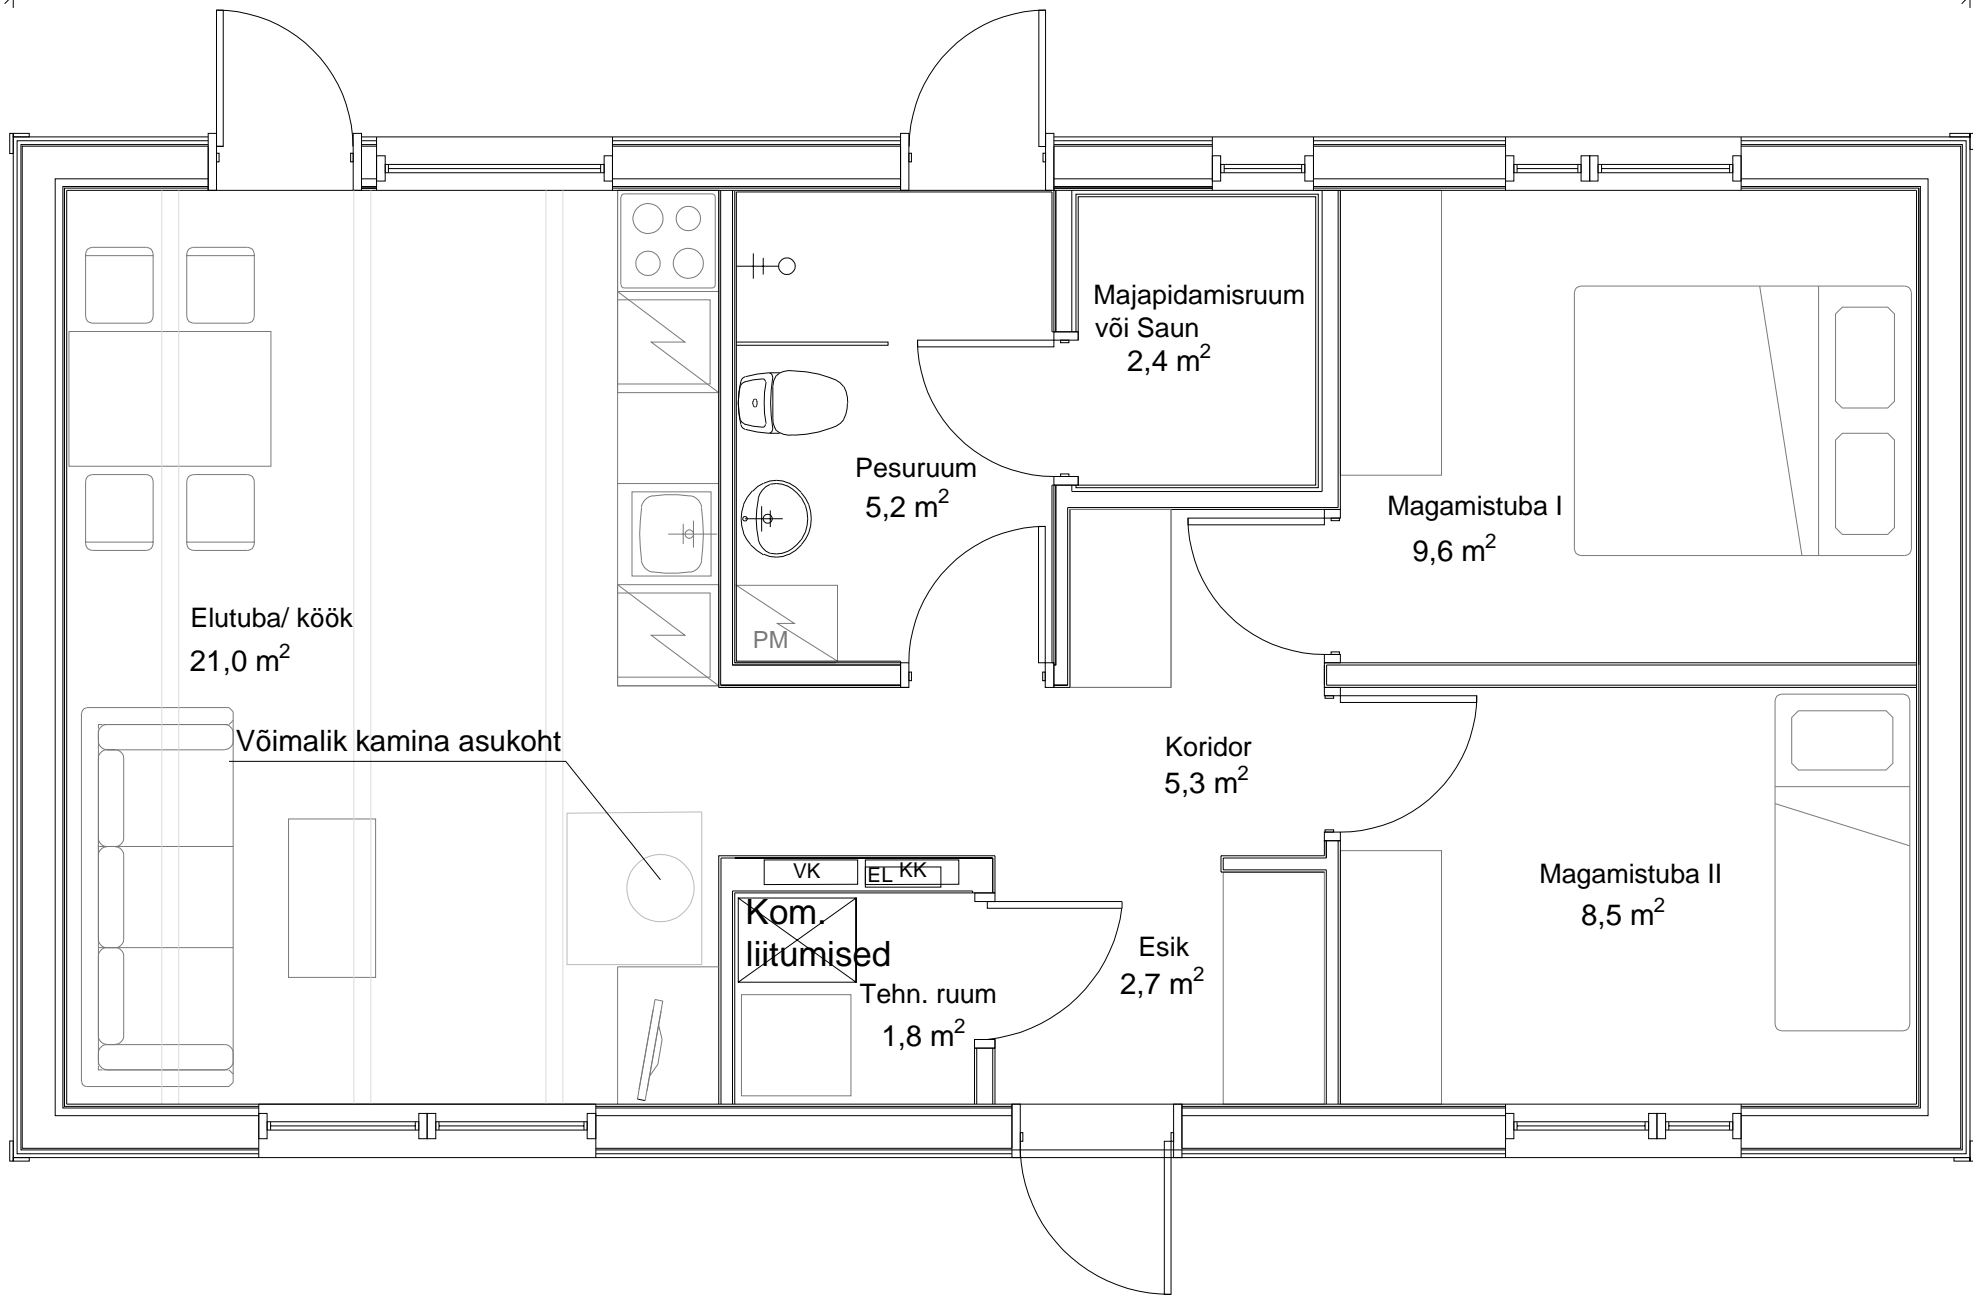 Majapidamisruum
või Saun
2,4 m²
Pesuruum
5,2 m²
Magamistuba I
9,6 m²
Elutuba/ köök
21,0 m²
PM
Võimalik kamina asukoht
Koridor
5,3 m²
VK
EL KK
Kom.
liitumised
Tehn. ruum
1,8 m²
Esik
2,7 m²
Magamistuba II
8,5 m²